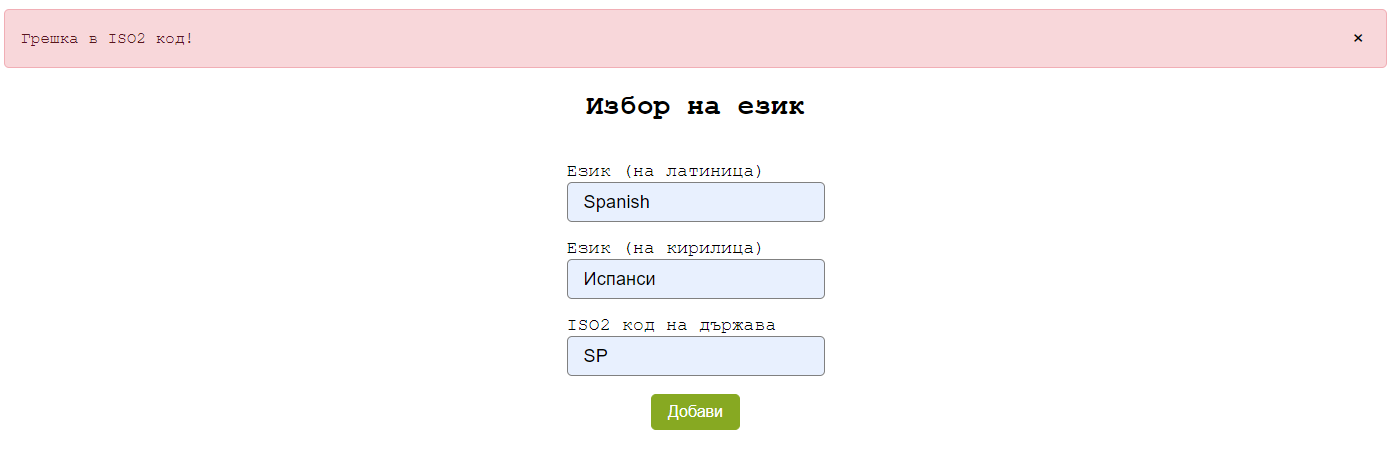 Грешка в ISO2 код!
×
Избор на език
Език (на латиница)
Spanish
Език (на кирилица)
Испанси
ISO2 код на държава
SP
Добави